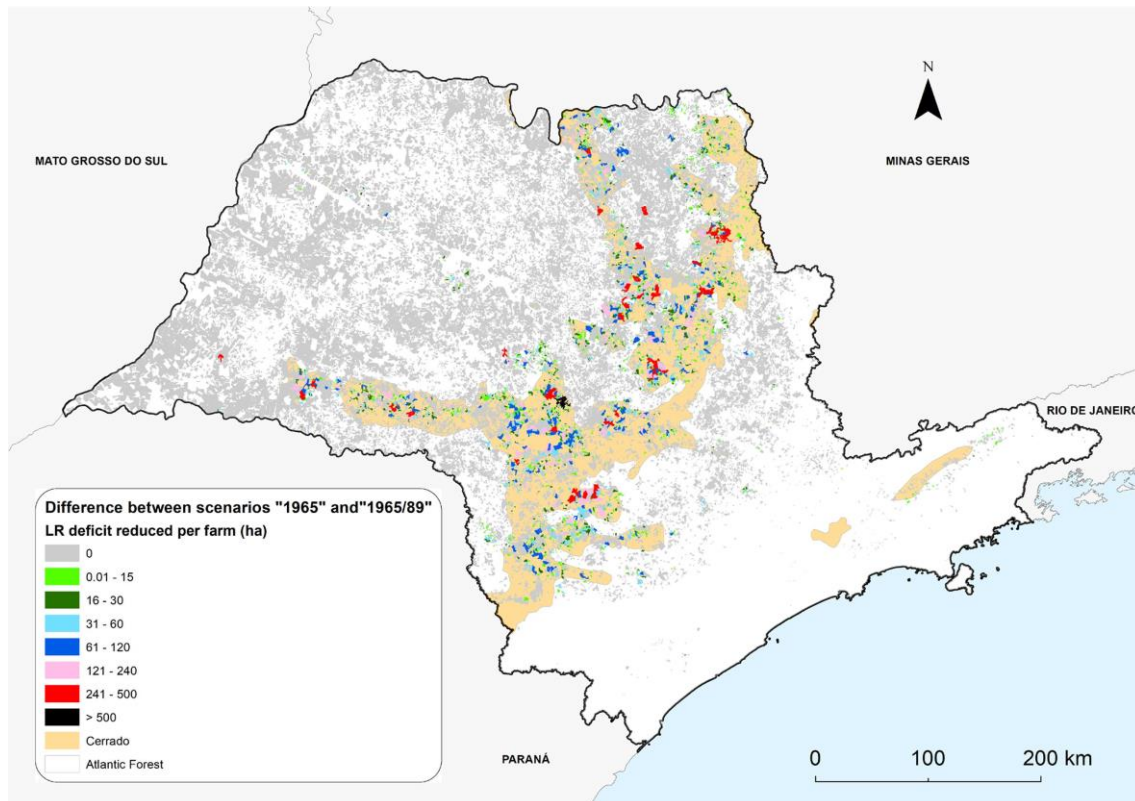 N
MATO GROSSO DO SUL
MINAS GERAIS
RIO DE JANEIRO
Difference between scenarios "1965" and"1965/89"
LR deficit reduced per farm (ha)
0
0.01 - 15
16 - 30
31 - 60
61 - 120
121 - 240
241 - 500
> 500
Cerrado
Atlantic Forest
PARANÁ
0 100 200 km